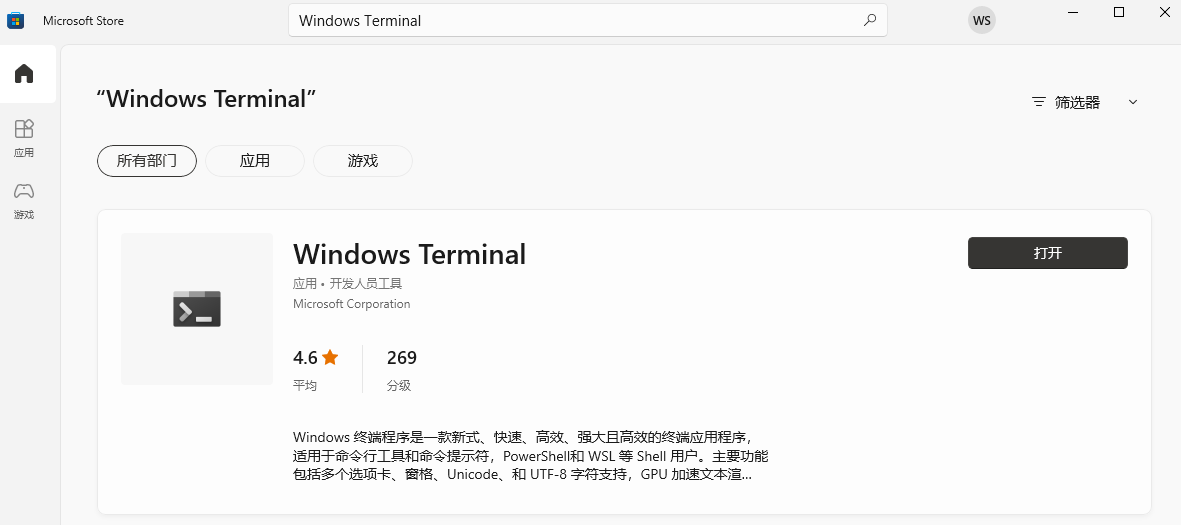 Microsoft Store
Windows Terminal
WS
“Windows Terminal”
筛选器
所有部门
应用
游戏
应用
游戏
Windows Terminal
打开
应用 • 开发人员工具
Microsoft Corporation
4.6
269
平均
分级
Windows 终端程序是一款新式、快速、高效、强大且高效的终端应用程序，
适用于命令行工具和命令提示符，PowerShell和 WSL 等 Shell 用户。主要功能
包括多个选项卡、窗格、Unicode、和 UTF-8 字符支持，GPU 加速文本渲...